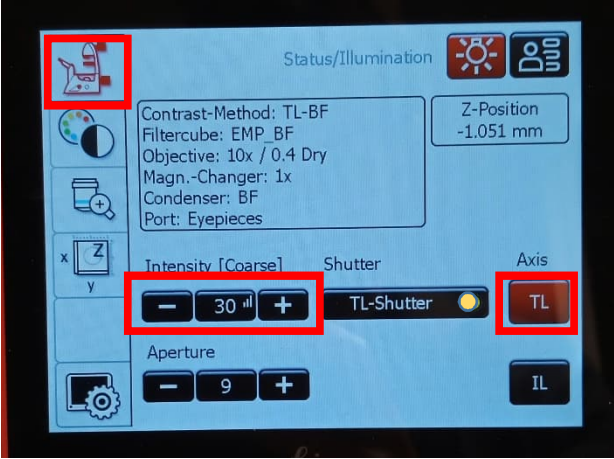 Status/Illumination
Contrast-Method: TL-BF
Filtercube: EMP_BF
Objective: 10x / 0.4 Dry
Magn.-Changer: 1x
Condenser: BF
Port: Eyepieces
Z-Position
-1.051 mm
x Z
y
Intensity [Coarse] Shutter Axis
− 30 + TL-Shutter TL
Aperture
− 9 + IL